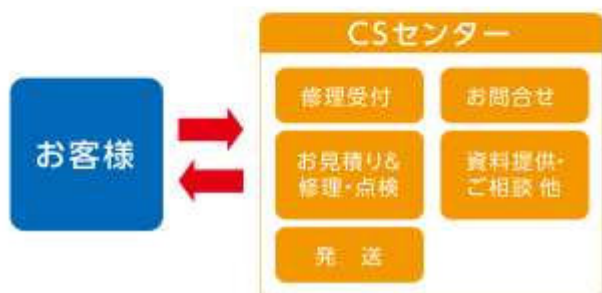 CSセンター
お客様
修理受付
お問合せ
お見積り&
修理・点検
資料提供・
ご相談 他
発 送